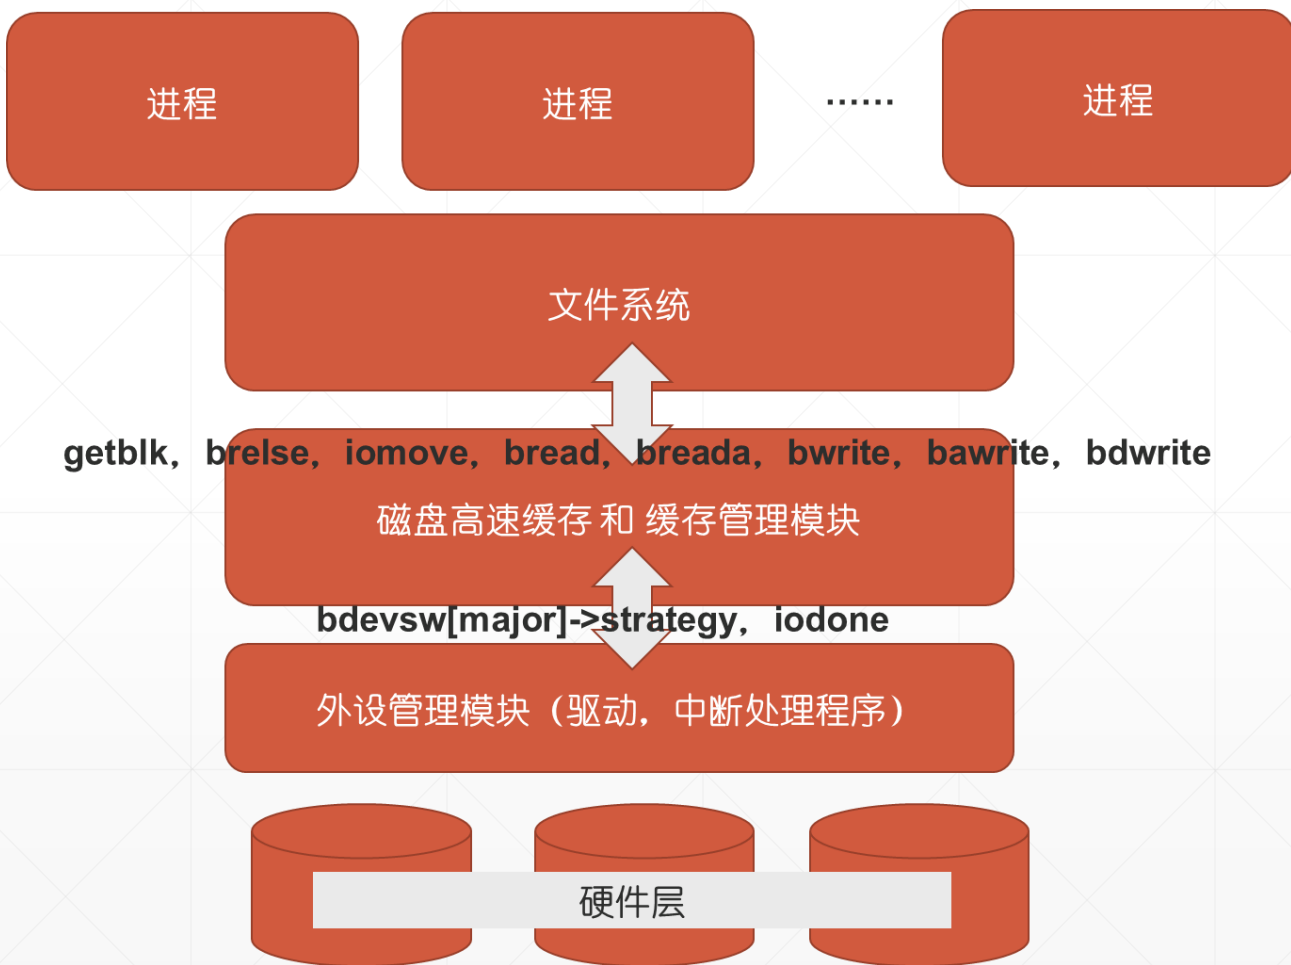 进程
进程
······
进程
文件系统
getblk，brelse，iomove，bread，breada，bwrite，bawrite，bdwrite
磁盘高速缓存 和 缓存管理模块
bdevsw[major]->strategy，iodone
外设管理模块（驱动，中断处理程序）
硬件层